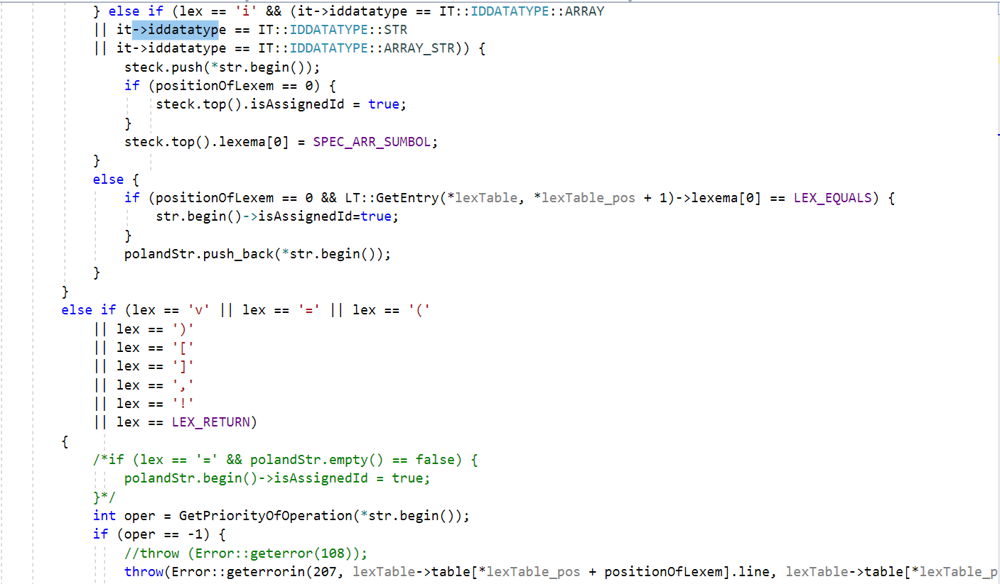 } else if (lex == 'i' && (it->iddatatype == IT::IDDATATYPE::ARRAY
|| it->iddatatype == IT::IDDATATYPE::STR
|| it->iddatatype == IT::IDDATATYPE::ARRAY_STR)) {
steck.push(*str.begin());
if (positionOfLexem == 0) {
steck.top().isAssignedId = true;
}
steck.top().lexema[0] = SPEC_ARR_SUMBOL;
}
else {
if (positionOfLexem == 0 && LT::GetEntry(*lexTable, *lexTable_pos + 1)->lexema[0] == LEX_EQUALS) {
str.begin()->isAssignedId=true;
}
polandStr.push_back(*str.begin());
}
}
else if (lex == 'v' || lex == '=' || lex == '('
|| lex == ')'
|| lex == '['
|| lex == ']'
|| lex == ','
|| lex == '!'
|| lex == LEX_RETURN)
{
/*if (lex == '=' && polandStr.empty() == false) {
polandStr.begin()->isAssignedId = true;
}*/
int oper = GetPriorityOfOperation(*str.begin());
if (oper == -1) {
//throw (Error::geterror(108));
throw(Error::geterrorin(207, lexTable->table[*lexTable_pos + positionOfLexem].line, lexTable->table[*lexTable_p